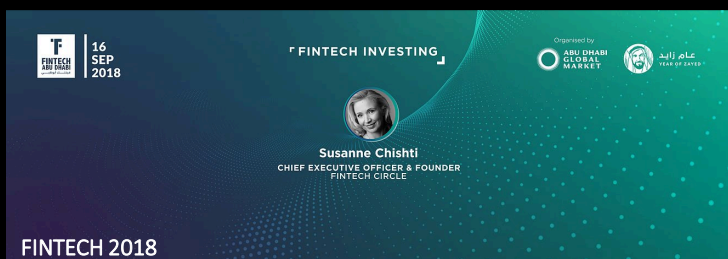 FINTECH
ABU DHABI
16
SEP
2018
FINTECH INVESTING
Organised by
ABU DHABI
GLOBAL
MARKET
عام زايد
YEAR OF ZAYED
Susanne Chishti
CHIEF EXECUTIVE OFFICER & FOUNDER
FINTECH CIRCLE
FINTECH 2018